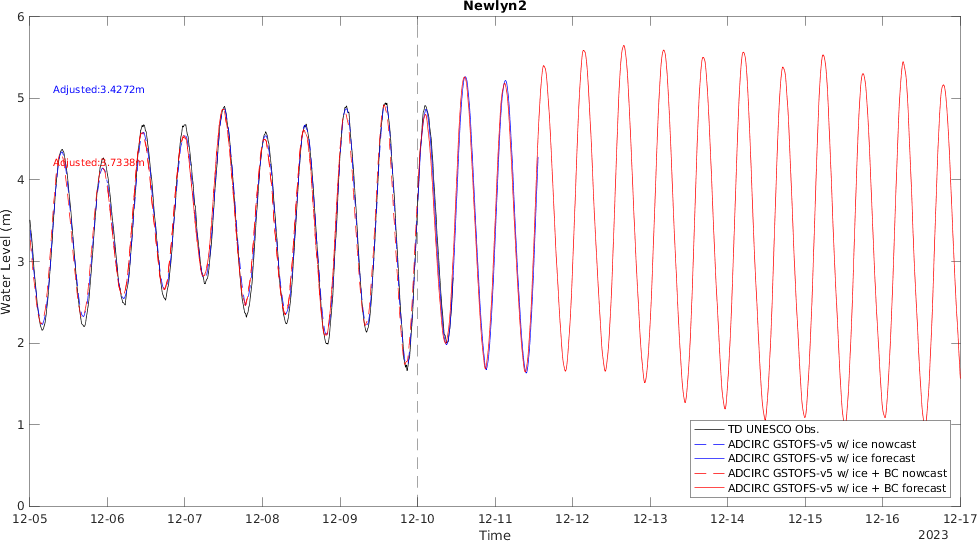 Newlyn2
6
5
4
3
2
1
0
Water Level (m)
Adjusted:3.4272m
Adjusted:3.7338m
TD UNESCO Obs.
ADCIRC GSTOFS-v5 w/ ice nowcast
ADCIRC GSTOFS-v5 w/ ice forecast
ADCIRC GSTOFS-v5 w/ ice + BC nowcast
ADCIRC GSTOFS-v5 w/ ice + BC forecast
12-05 12-06 12-07 12-08 12-09 12-10 12-11 12-12 12-13 12-14 12-15 12-16 12-17
Time
2023